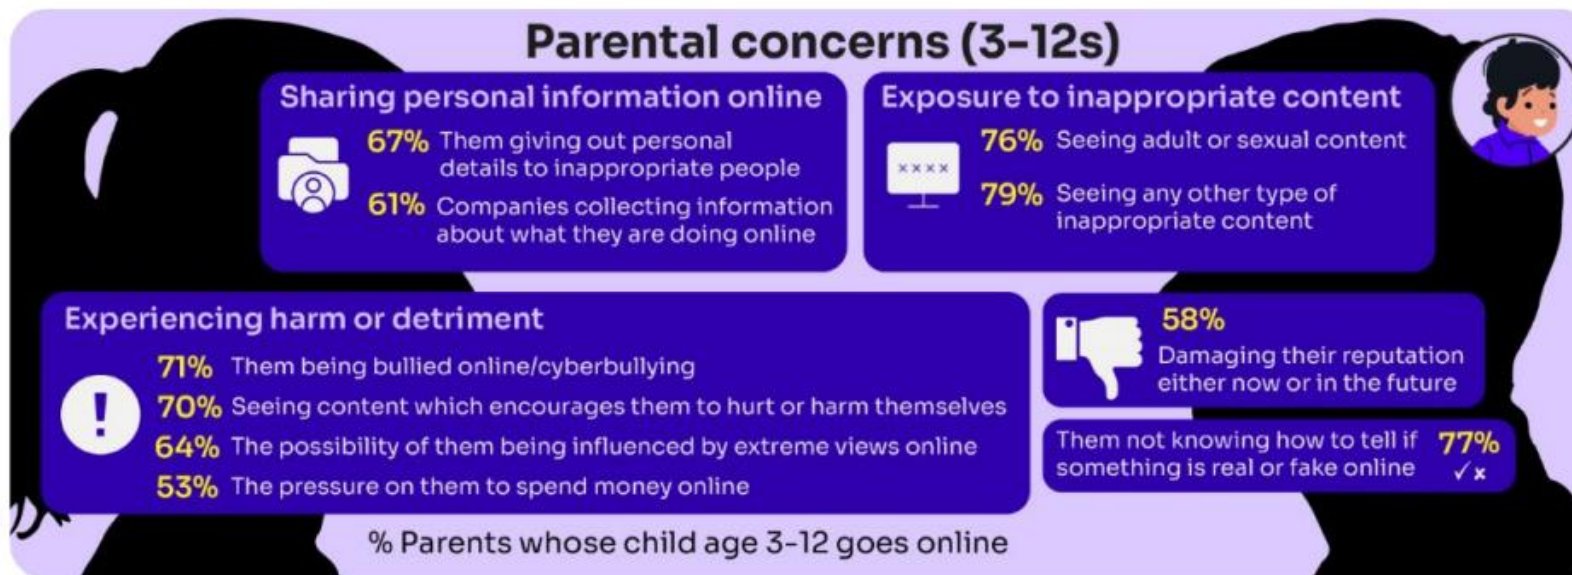 Parental concerns (3-12s)
Sharing personal information online
67% Them giving out personal
details to inappropriate people
61% Companies collecting information
about what they are doing online
Exposure to inappropriate content
xxxx
76% Seeing adult or sexual content
79% Seeing any other type of
inappropriate content
Experiencing harm or detriment
!
71% Them being bullied online/cyberbullying
70% Seeing content which encourages them to hurt or harm themselves
64% The possibility of them being influenced by extreme views online
53% The pressure on them to spend money online
58%
Damaging their reputation
either now or in the future
Them not knowing how to tell if 77%
something is real or fake online ✓x
% Parents whose child age 3-12 goes online